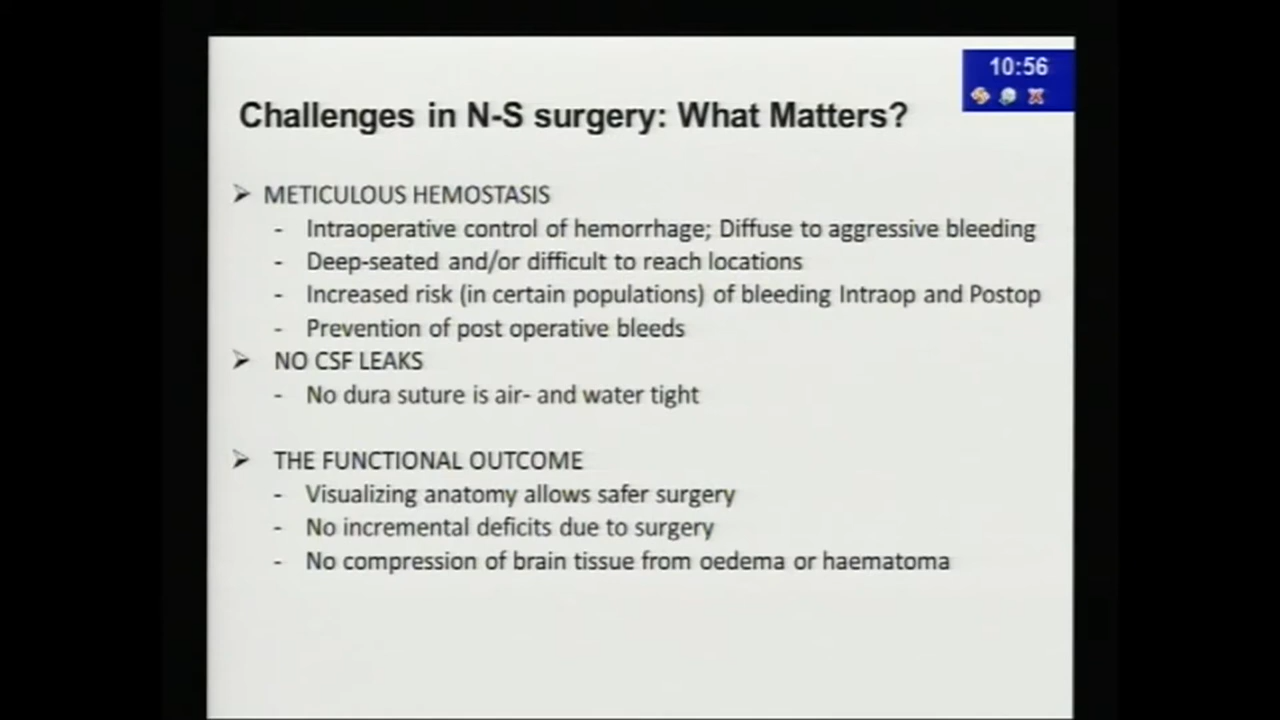 10:56
Challenges in N-S surgery: What Matters?
➢ METICULOUS HEMOSTASIS
- Intraoperative control of hemorrhage; Diffuse to aggressive bleeding
- Deep-seated and/or difficult to reach locations
- Increased risk (in certain populations) of bleeding Intraop and Postop
- Prevention of post operative bleeds
➢ NO CSF LEAKS
- No dura suture is air- and water tight
➢ THE FUNCTIONAL OUTCOME
- Visualizing anatomy allows safer surgery
- No incremental deficits due to surgery
- No compression of brain tissue from oedema or haematoma